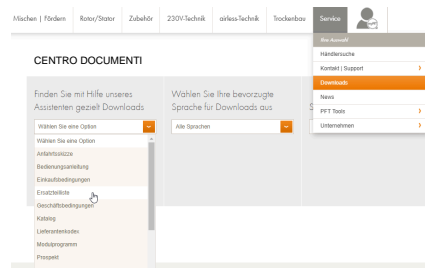 Mischen | Fördern
Rotor/Stator
Zubehör
230V-Technik
airless-Technik
Trockenbau
Service
Ihre Auswahl
Händlersuche
Kontakt | Support
Downloads
News
PFT Tools
Unternehmen
CENTRO DOCUMENTI
Finden Sie mit Hilfe unseres
Assistenten gezielt Downloads
Wählen Sie eine Option
Wählen Sie eine Option
Anfahrtsskizze
Bedienungsanleitung
Einkaufsbedingungen
Ersatzteilliste
Geschäftsbedingungen
Katalog
Lieferantenkodex
Modulprogramm
Prospekt
Wählen Sie Ihre bevorzugte
Sprache für Downloads aus
Alle Sprachen
S